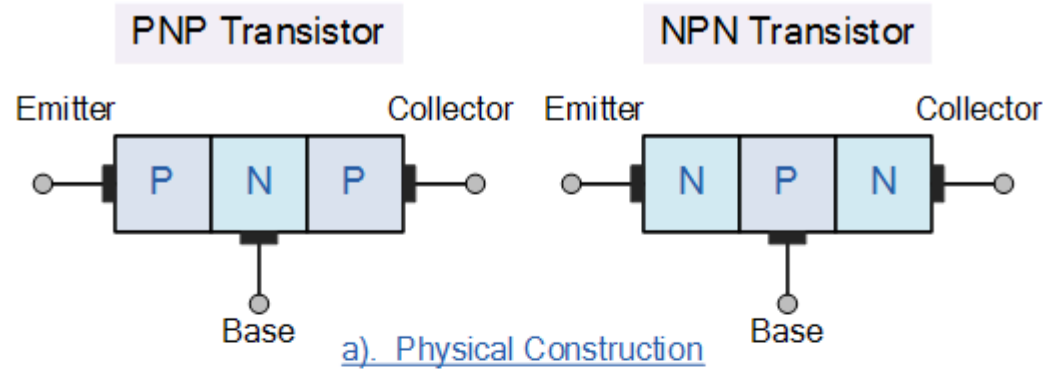 PNP Transistor
NPN Transistor
Emitter
Collector
Emitter
Collector
P N P
N P N
Base
Base
a). Physical Construction